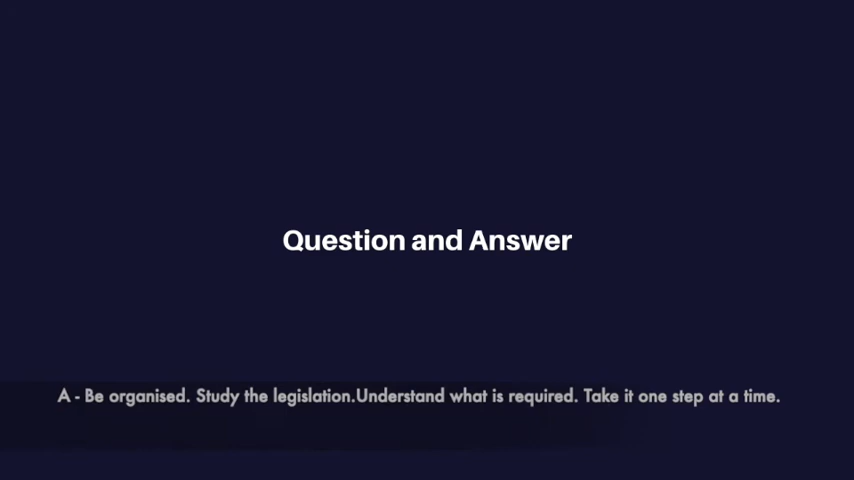 Question and Answer
A - Be organised. Study the legislation.Understand what is required. Take it one step at a time.